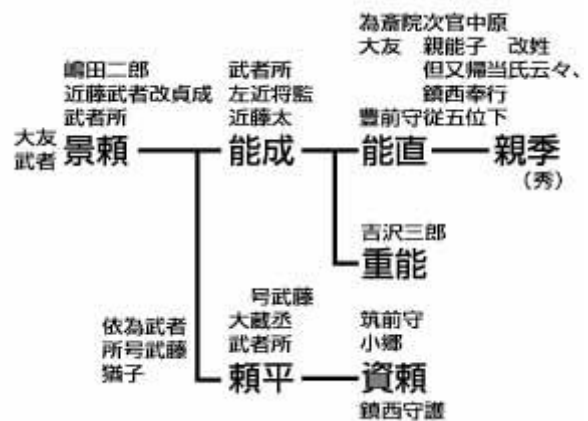 為斎院次官中原
大友　親能子　改姓
但又帰当氏云々、
鎮西奉行
豊前守従五位下
嶋田二郎
近藤武者改貞成
武者所
武者所
左近将監
近藤太
大友
武者
景頼
能成
能直
親季
(秀)
吉沢三郎
重能
依為武者
所号武藤
猶子
号武藤
大蔵丞
武者所
頼平
筑前守
小郷
資頼
鎮西守護